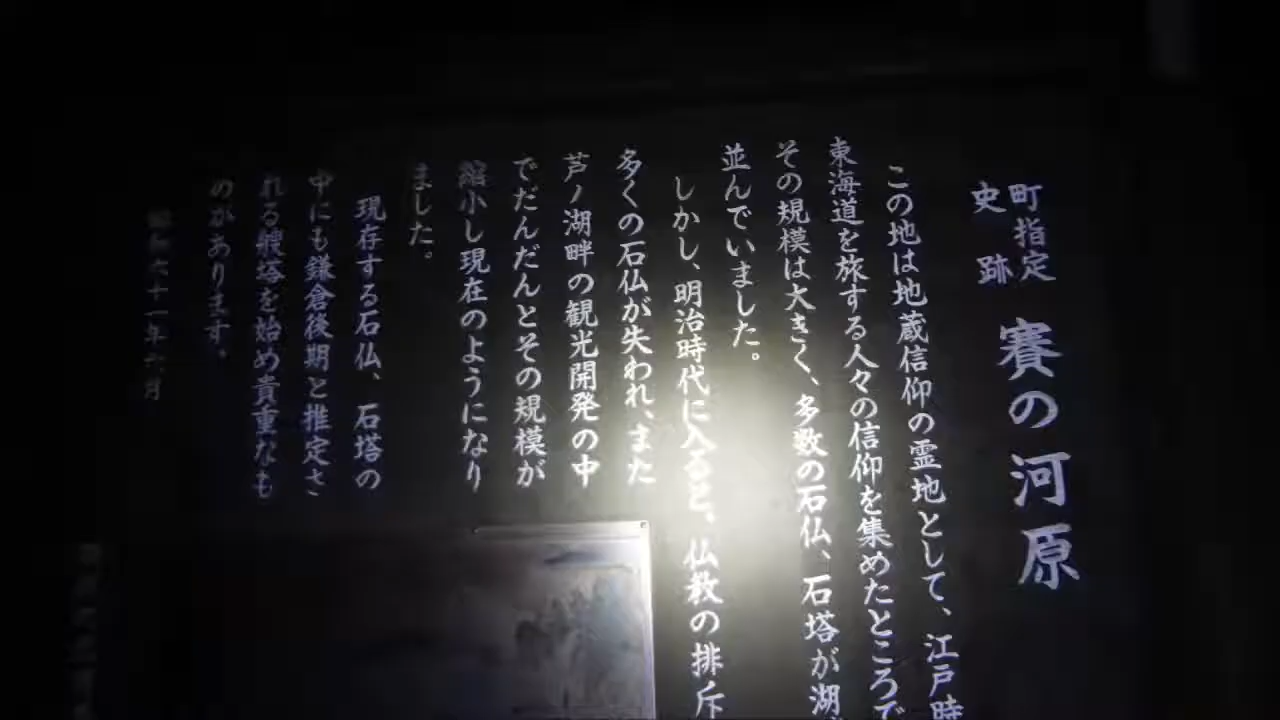 町指定
史跡
賽の河原
この地は地蔵信仰の霊地として、江戸時
東海道を旅する人々の信仰を集めたところで
その規模は大きく、多数の石仏、石塔が湖
並んでいました。
しかし、明治時代に入ると、仏教の排斥
多くの石仏が失われ、また
芦ノ湖畔の観光開発の中
でだんだんとその規模が
縮小し現在のようになり
ました。
現存する石仏、石塔の
中にも鎌倉後期と推定さ
れる
塔を始め貴重なも
のがあります。
昭和六十一年六月